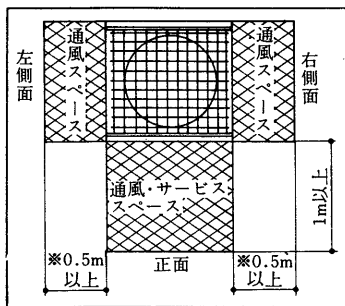 左側面
通風スペース
通風スペース
右側面
通風・サービス
スペース
1m以上
※0.5m
以上
正面
※0.5m
以上